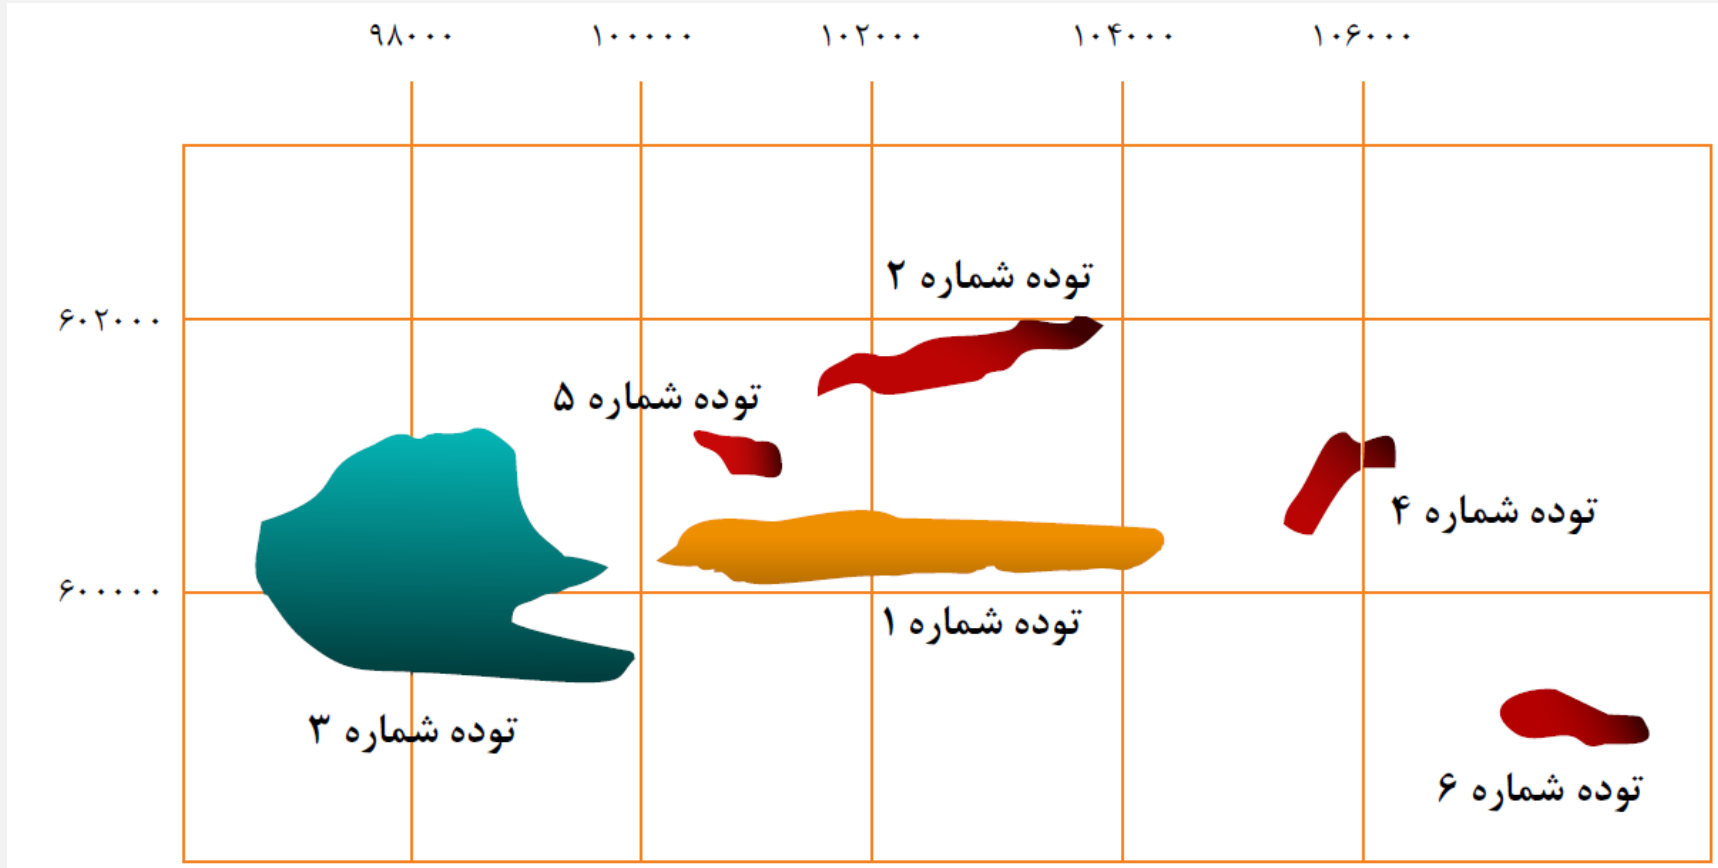 ۹۸۰۰۰ ۱۰۰۰۰۰ ۱۰۲۰۰۰ ۱۰۴۰۰۰ ۱۰۶۰۰۰
توده شماره ۲
۶۰۲۰۰۰
توده شماره ۵
توده شماره ۴
۶۰۰۰۰۰
توده شماره ۱
توده شماره ۳
توده شماره ۶